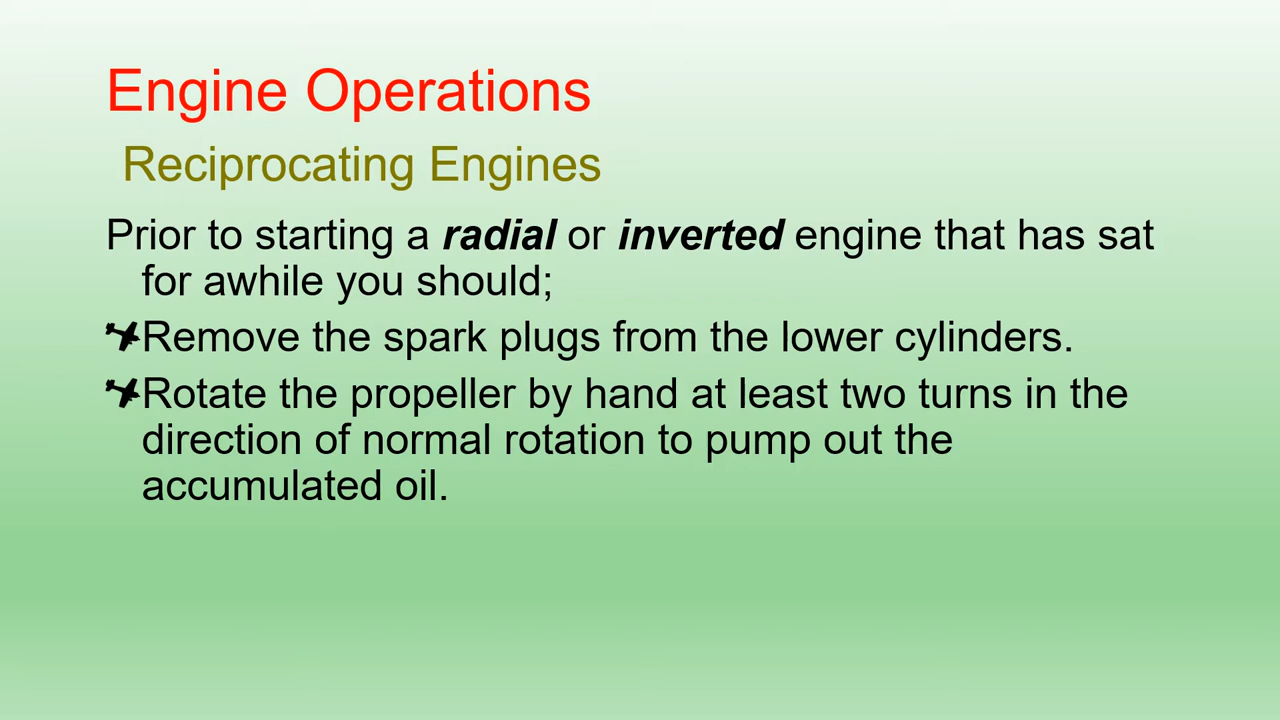 Engine Operations
Reciprocating Engines
Prior to starting a radial or inverted engine that has sat
for awhile you should;
Remove the spark plugs from the lower cylinders.
Rotate the propeller by hand at least two turns in the
direction of normal rotation to pump out the
accumulated oil.